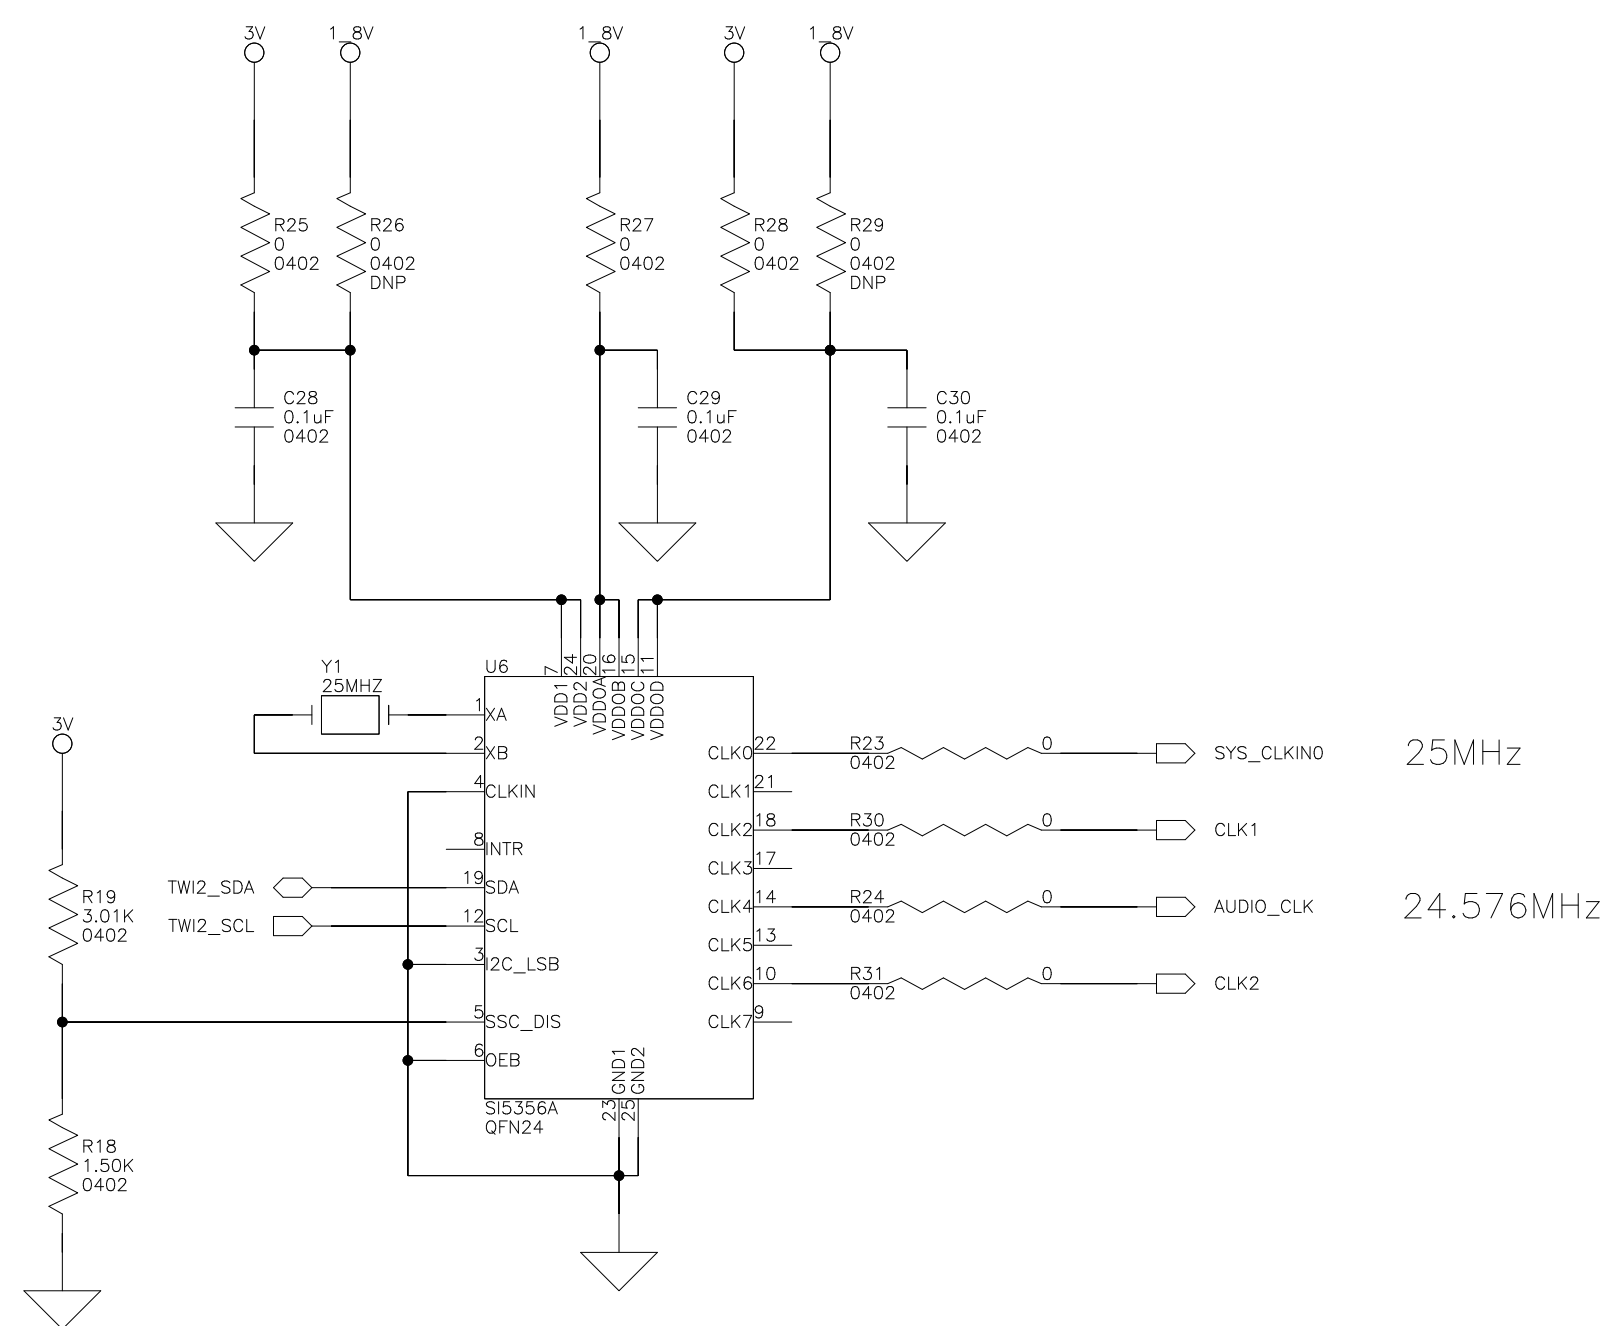 3V
1_8V
1_8V
3V
1_8V
R25
0
0402
R26
0
0402
DNP
R27
0
0402
R28
0
0402
R29
0
0402
DNP
C28
0.1uF
0402
C29
0.1uF
0402
C30
0.1uF
0402
Y1
25MHZ
U6
7
24
20
16
15
11
VDD1
VDD2
VDDOA
VDDOB
VDDOC
VDDOD
1
XA
2
XB
4
CLKIN
8
INTR
TWI2_SDA
19
SDA
TWI2_SCL
12
SCL
3
I2C_LSB
5
SSC_DIS
6
OEB
3V
R19
3.01K
0402
R18
1.50K
0402
CLK0
22
R23
0402
0
SYS_CLKIN0
25MHz
CLK1
21
CLK2
18
R30
0402
0
CLK1
CLK3
17
CLK4
14
R24
0402
0
AUDIO_CLK
24.576MHz
CLK5
13
CLK6
10
R31
0402
0
CLK2
CLK7
9
GND1
GND2
23
25
SI5356A
QFN24